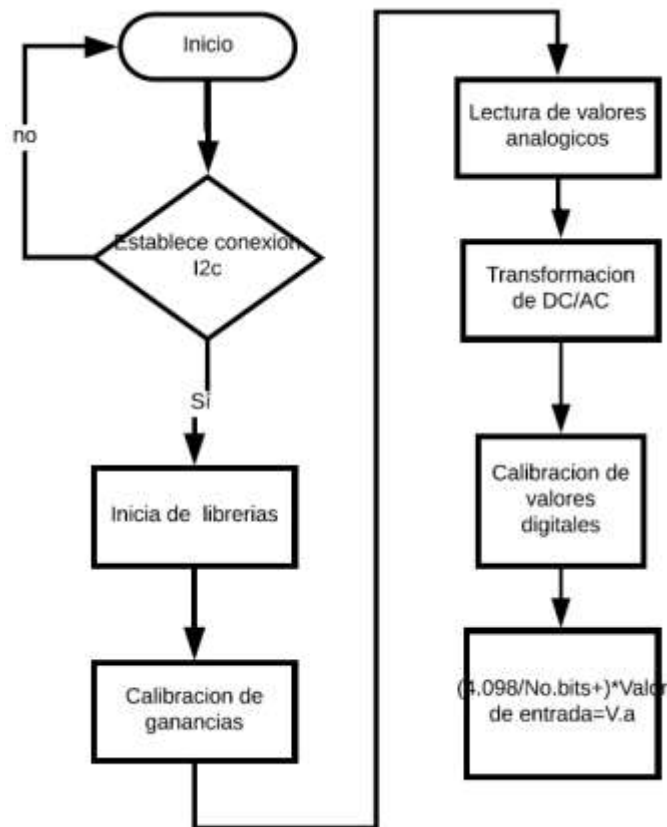 Inicio
no
Establece conexion
I2c
Si
Inicia de librerias
Calibracion de
ganancias
Lectura de valores
analogicos
Transformacion
de DC/AC
Calibracion de
valores
digitales
(4.098/No.bits+)*Valor
de entrada=V.a